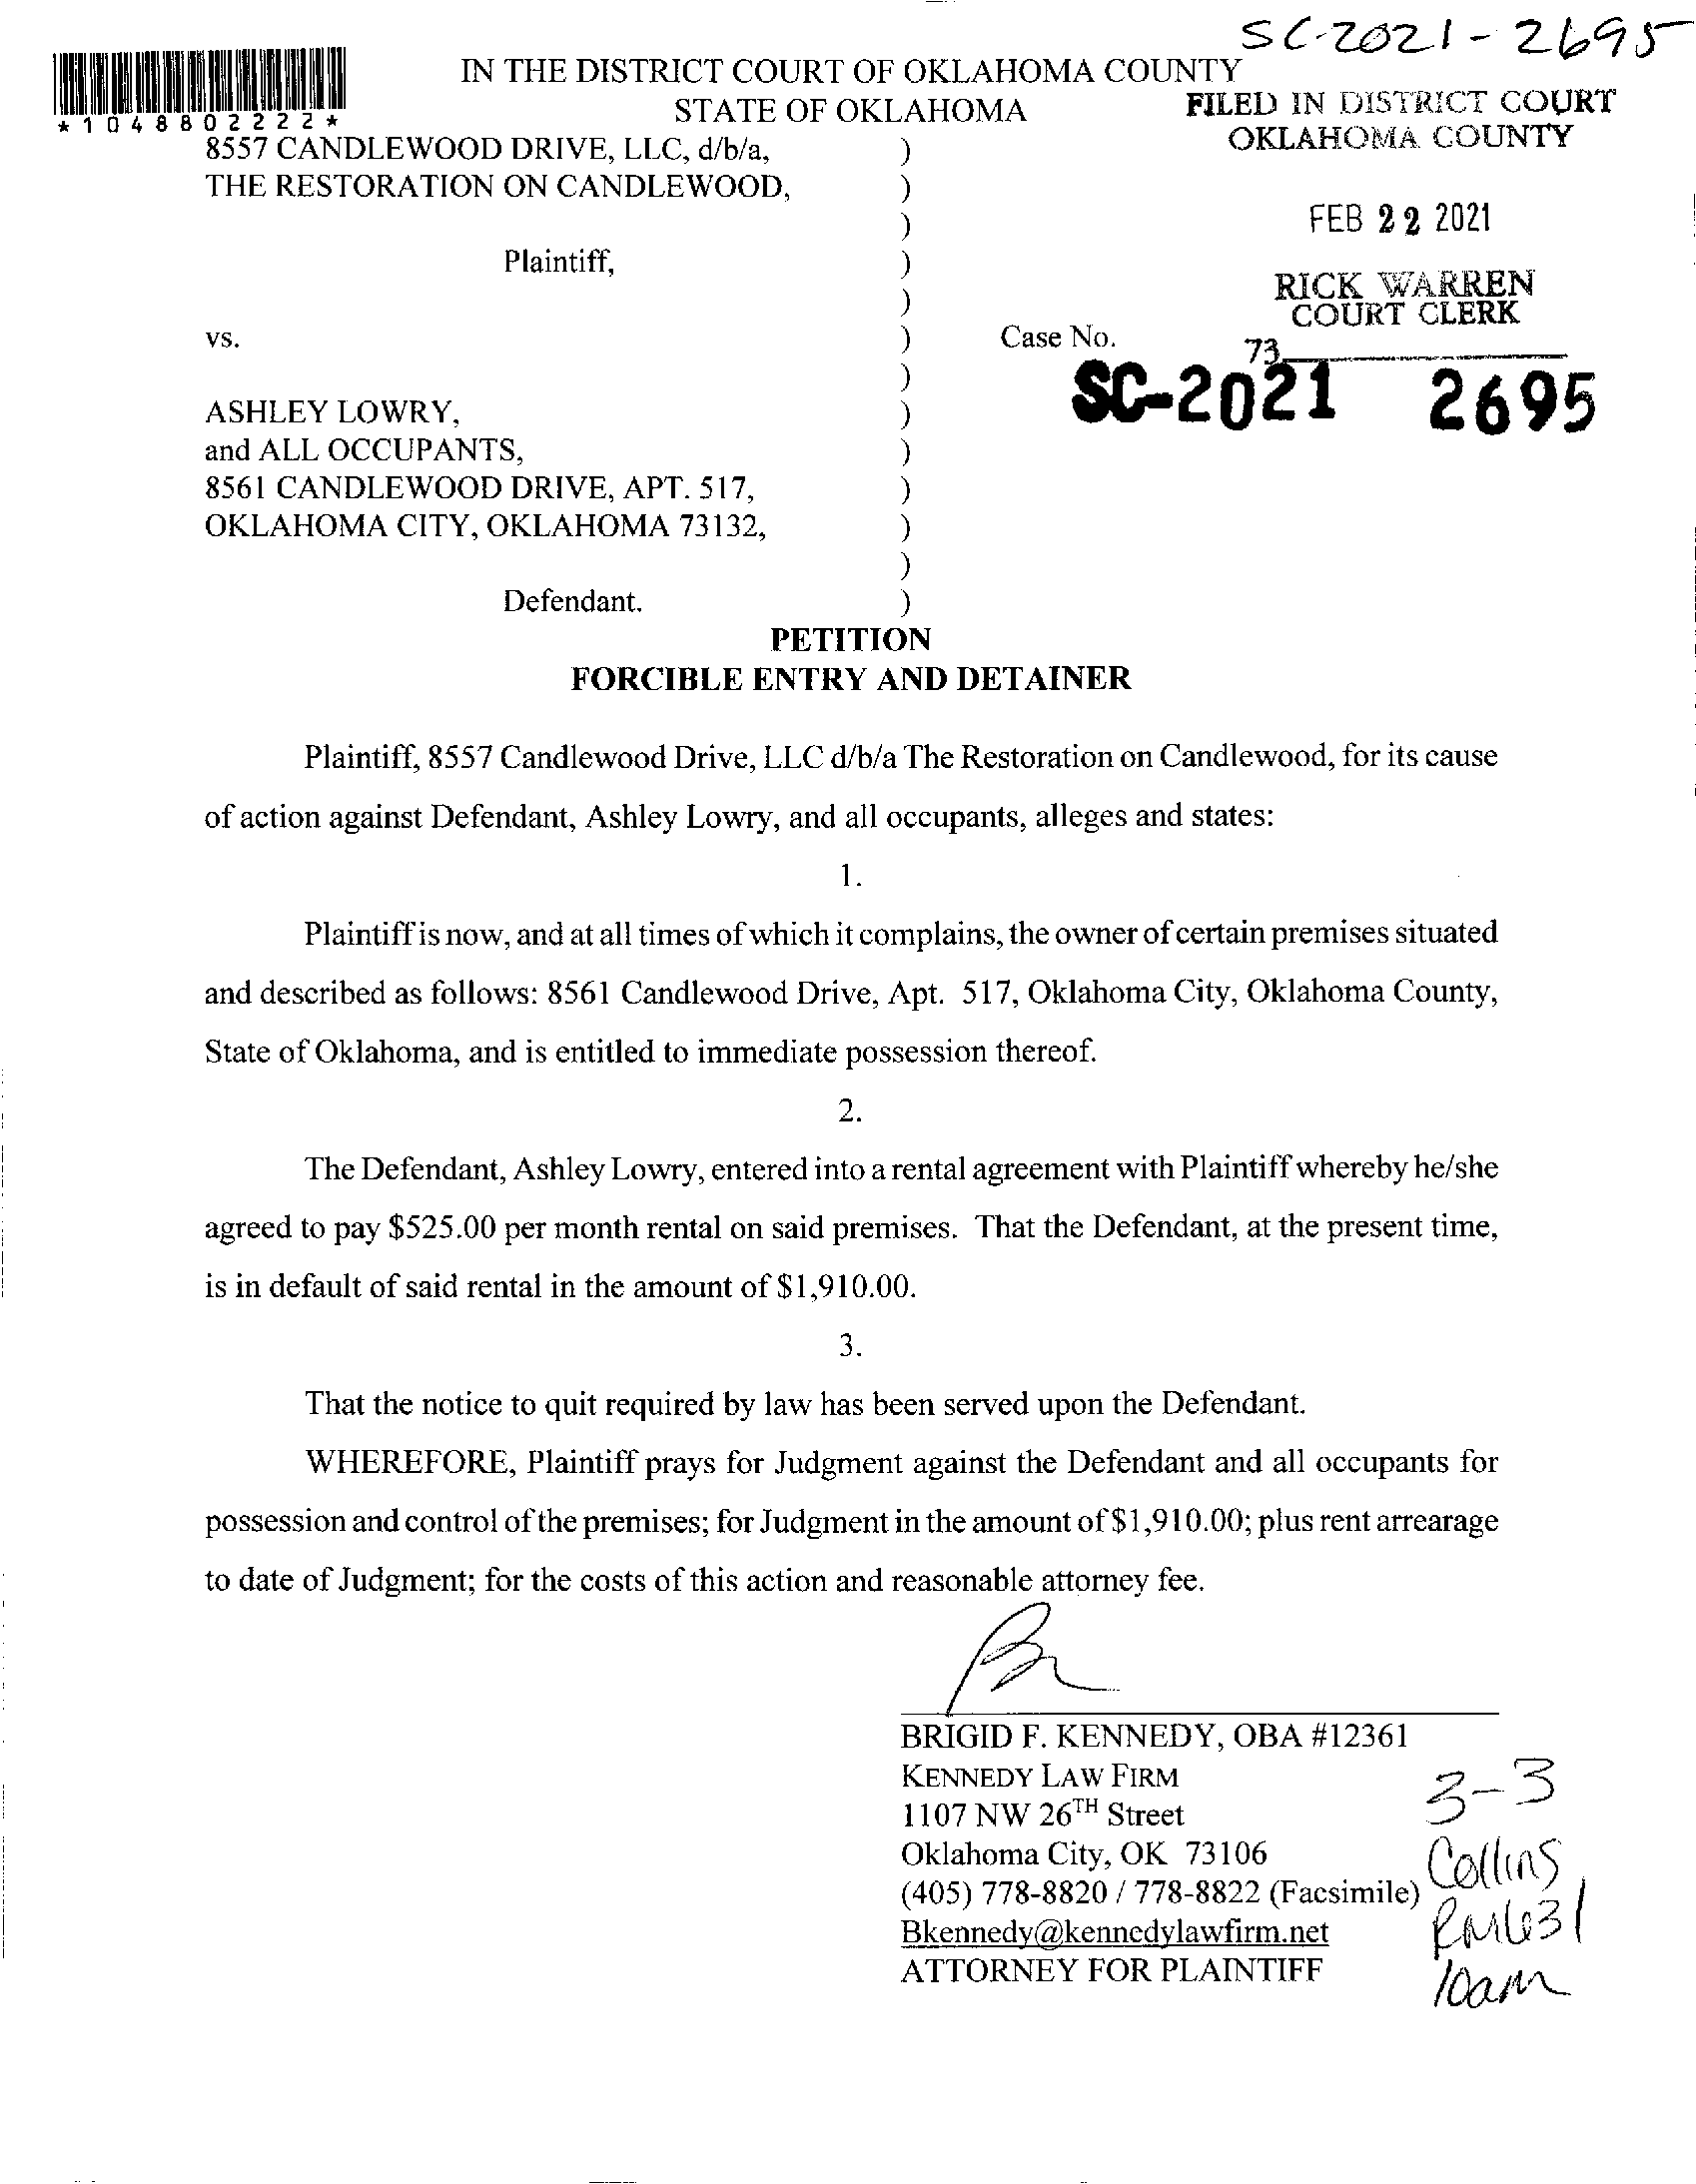 SC-2021-2695
IN THE DISTRICT COURT OF OKLAHOMA COUNTY
STATE OF OKLAHOMA
*1048802222*
FILED IN DISTRICT COURT
OKLAHOMA COUNTY
FEB 22 2021
RICK WARREN
COURT CLERK
73
8557 CANDLEWOOD DRIVE, LLC, d/b/a, )
THE RESTORATION ON CANDLEWOOD, )
)
Plaintiff, )
)
vs. ) Case No.
)
SC-2021 2695
ASHLEY LOWRY, )
and ALL OCCUPANTS, )
8561 CANDLEWOOD DRIVE, APT. 517, )
OKLAHOMA CITY, OKLAHOMA 73132, )
)
Defendant. )
PETITION
FORCIBLE ENTRY AND DETAINER
Plaintiff, 8557 Candlewood Drive, LLC d/b/a The Restoration on Candlewood, for its cause
of action against Defendant, Ashley Lowry, and all occupants, alleges and states:
1.
Plaintiff is now, and at all times of which it complains, the owner of certain premises situated
and described as follows: 8561 Candlewood Drive, Apt. 517, Oklahoma City, Oklahoma County,
State of Oklahoma, and is entitled to immediate possession thereof.
2.
The Defendant, Ashley Lowry, entered into a rental agreement with Plaintiff whereby he/she
agreed to pay $525.00 per month rental on said premises. That the Defendant, at the present time,
is in default of said rental in the amount of $1,910.00.
3.
That the notice to quit required by law has been served upon the Defendant.
WHEREFORE, Plaintiff prays for Judgment against the Defendant and all occupants for
possession and control of the premises; for Judgment in the amount of $1,910.00; plus rent arrearage
to date of Judgment; for the costs of this action and reasonable attorney fee.
BRIGID F. KENNEDY, OBA #12361
KENNEDY LAW FIRM
1107 NW 26TH Street
Oklahoma City, OK 73106
(405) 778-8820 / 778-8822 (Facsimile)
Bkennedy@kennedylawfirm.net
ATTORNEY FOR PLAINTIFF
3-3
Collins
Rm631
10am